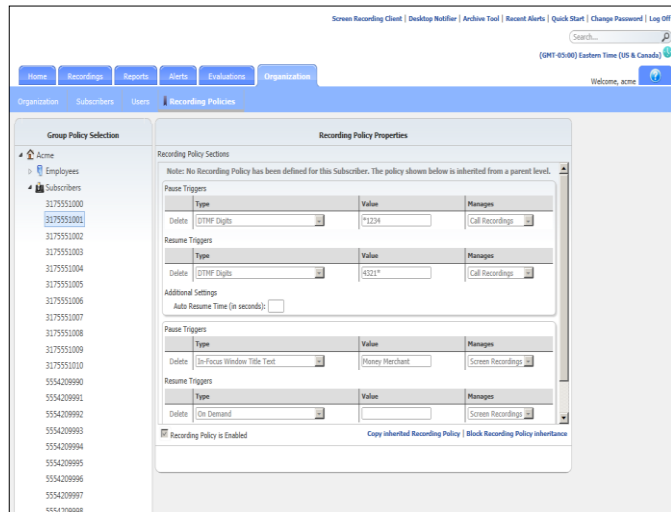 Screen Recording Client | Desktop Notifier | Archive Tool | Recent Alerts | Quick Start | Change Password | Log Off
Search...
(GMT-05:00) Eastern Time (US & Canada)
Home Recordings Reports Alerts Evaluations Organization
Welcome, acme
Organization Subscribers Users Recording Policies
Group Policy Selection
Acme
Employees
Subscribers
3175551000
3175551001
3175551002
3175551003
3175551004
3175551005
3175551006
3175551007
3175551008
3175551009
3175551010
5554209990
5554209991
5554209992
5554209993
5554209994
5554209995
5554209996
5554209997
5554209998
Recording Policy Properties
Recording Policy Sections
Note: No Recording Policy has been defined for this Subscriber. The policy shown below is inherited from a parent level.
Pause Triggers
Type Value Manages
Delete DTMF Digits *1234 Call Recordings
Resume Triggers
Type Value Manages
Delete DTMF Digits 4321* Call Recordings
Additional Settings
Auto Resume Time (in seconds):
Pause Triggers
Type Value Manages
Delete In-Focus Window Title Text Money Merchant Screen Recordings
Resume Triggers
Type Value Manages
Delete On Demand Screen Recordings
Recording Policy is Enabled
Copy inherited Recording Policy | Block Recording Policy inheritance